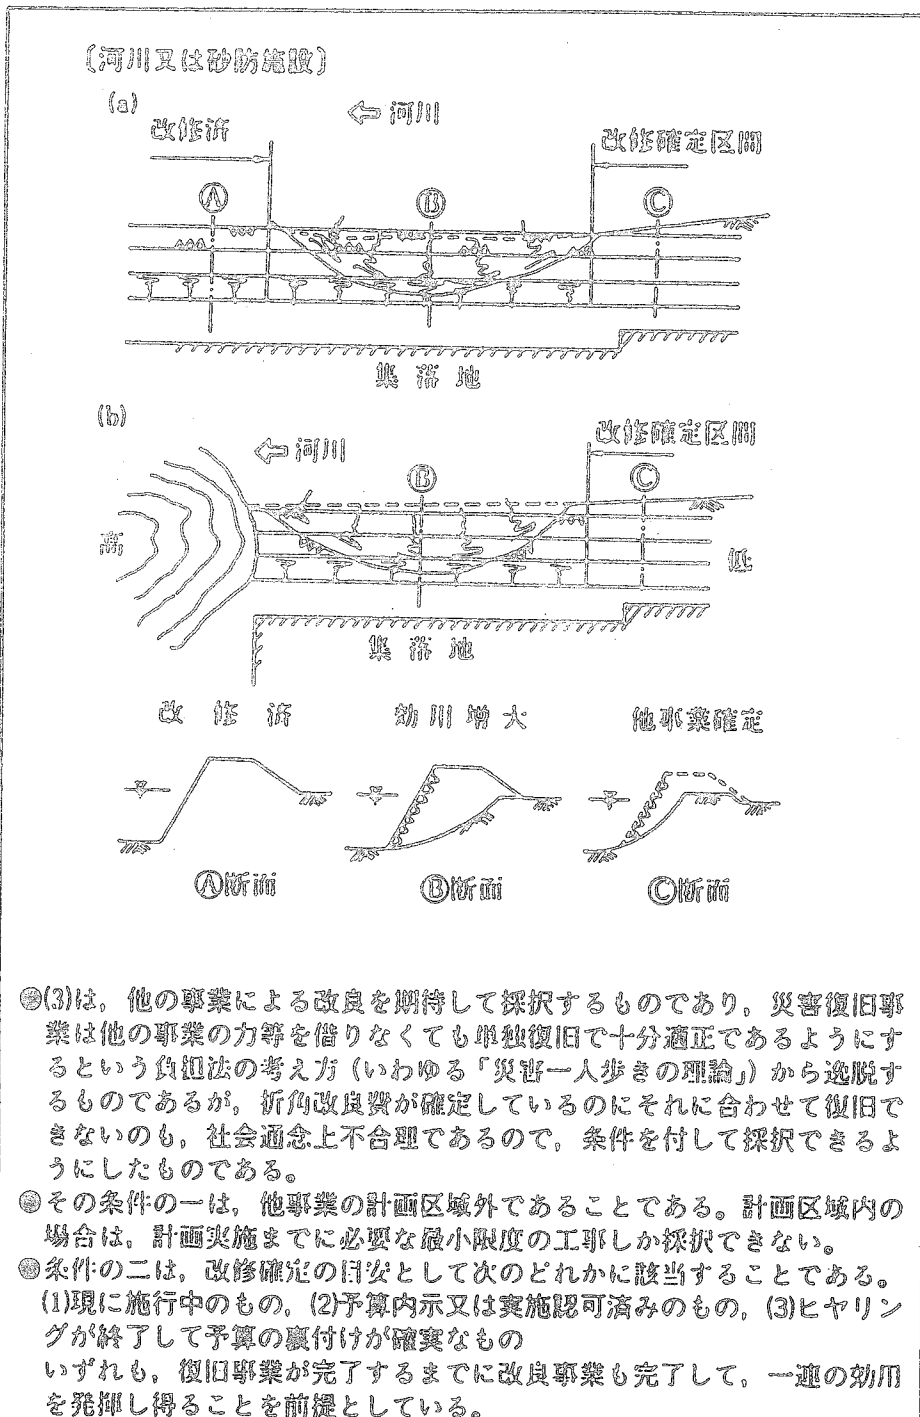 〔河川又は砂防施設〕
(a)
⇦ 河川
改修済
改修確定区間
Ⓐ
Ⓑ
Ⓒ
集落地
(b)
⇦ 河川
改修確定区間
Ⓑ
Ⓒ
高
低
集落地
改修済
効用増大
他事業確定
Ⓐ断面
Ⓑ断面
Ⓒ断面
●(3)は，他の事業による改良を期待して採択するものであり，災害復旧事
業は他の事業の力等を借りなくても単独復旧で十分適正であるようにす
るという負担法の考え方（いわゆる「災害一人歩きの理論」）から逸脱す
るものであるが，折角改良費が確定しているのにそれに合わせて復旧で
きないのも，社会通念上不合理であるので，条件を付して採択できるよ
うにしたものである。
●その条件の一は，他事業の計画区域外であることである。計画区域内の
場合は，計画実施までに必要な最小限度の工事しか採択できない。
●条件の二は，改修確定の目安として次のどれかに該当することである。
(1)現に施行中のもの，(2)予算内示又は実施認可済みのもの，(3)ヒヤリン
グが終了して予算の裏付けが確実なもの
いずれも，復旧事業が完了するまでに改良事業も完了して，一連の効用
を発揮し得ることを前提としている。